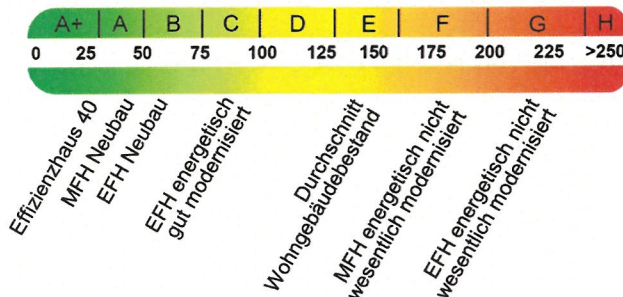 A+ A B C D E F G H
0 25 50 75 100 125 150 175 200 225 >250
Effizienzhaus 40
MFH Neubau
EFH Neubau
EFH energetisch
gut modernisiert
Durchschnitt
Wohngebäudebestand
MFH energetisch nicht
wesentlich modernisiert
EFH energetisch nicht
wesentlich modernisiert